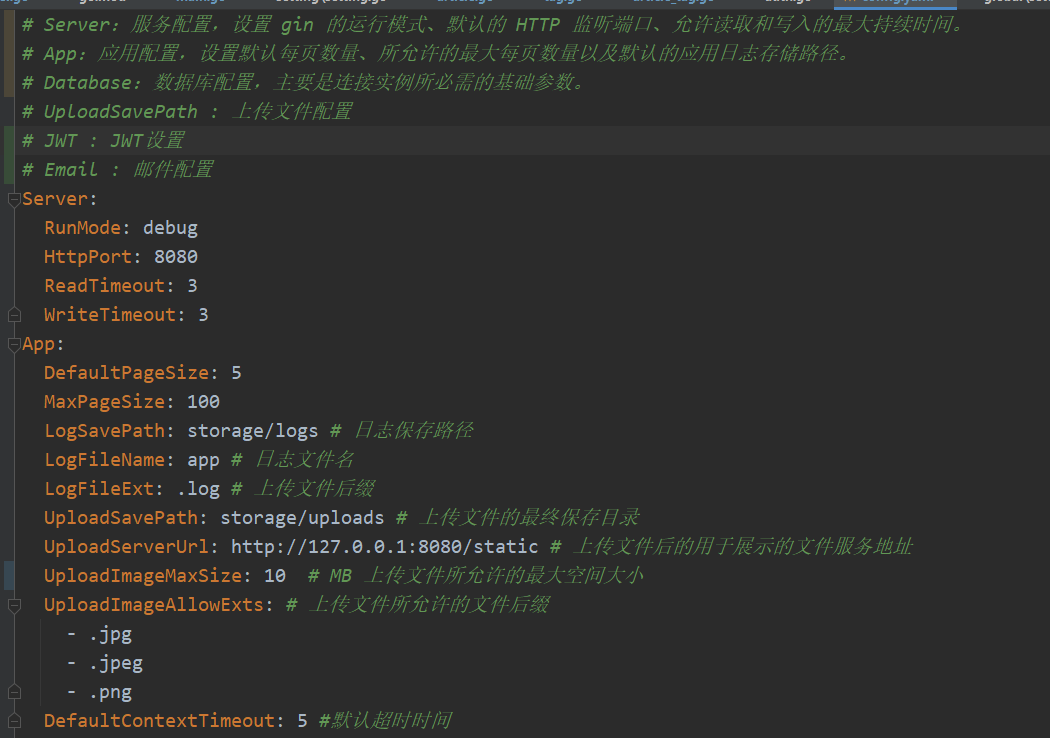 # Server: 服务配置，设置 gin 的运行模式、默认的 HTTP 监听端口、允许读取和写入的最大持续时间。
# App: 应用配置，设置默认每页数量、所允许的最大每页数量以及默认的应用日志存储路径。
# Database: 数据库配置，主要是连接实例所必需的基础参数。
# UploadSavePath : 上传文件配置
# JWT : JWT设置
# Email : 邮件配置
Server:
RunMode: debug
HttpPort: 8080
ReadTimeout: 3
WriteTimeout: 3
App:
DefaultPageSize: 5
MaxPageSize: 100
LogSavePath: storage/logs # 日志保存路径
LogFileName: app # 日志文件名
LogFileExt: .log # 上传文件后缀
UploadSavePath: storage/uploads # 上传文件的最终保存目录
UploadServerUrl: http://127.0.0.1:8080/static # 上传文件后的用于展示的文件服务地址
UploadImageMaxSize: 10  # MB 上传文件所允许的最大空间大小
UploadImageAllowExts: # 上传文件所允许的文件后缀
- .jpg
- .jpeg
- .png
DefaultContextTimeout: 5 #默认超时时间